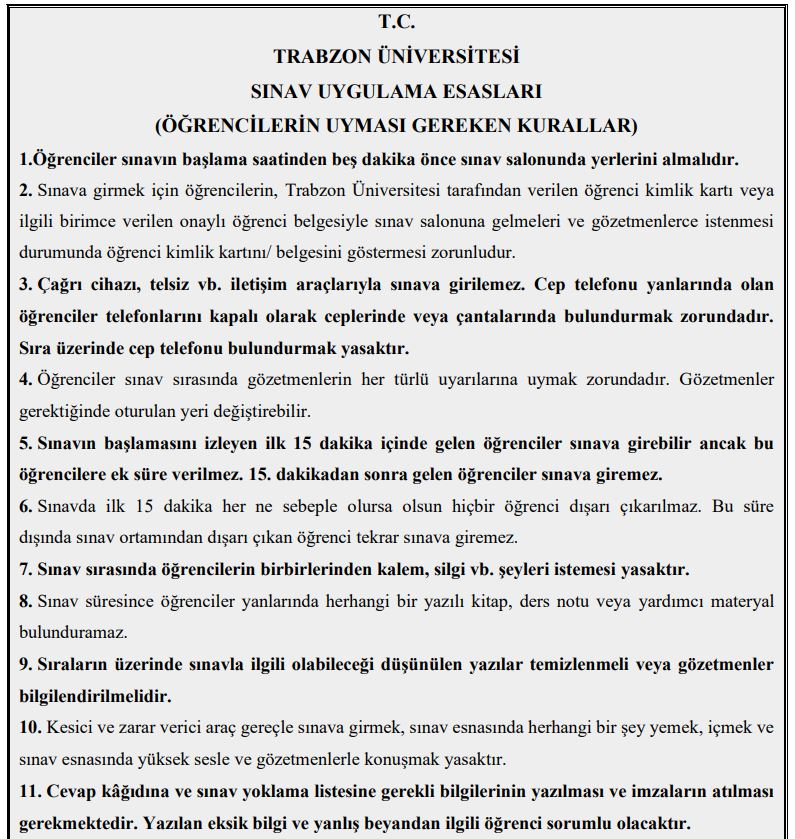 T.C.
TRABZON ÜNİVERSİTESİ
SINAV UYGULAMA ESASLARI
(ÖĞRENCİLERİN UYMASI GEREKEN KURALLAR)
1.Öğrenciler sınavın başlama saatinden beş dakika önce sınav salonunda yerlerini almalıdır.
2. Sınava girmek için öğrencilerin, Trabzon Üniversitesi tarafından verilen öğrenci kimlik kartı veya
ilgili birimce verilen onaylı öğrenci belgesiyle sınav salonuna gelmeleri ve gözetmenlerce istenmesi
durumunda öğrenci kimlik kartını/ belgesini göstermesi zorunludur.
3. Çağrı cihazı, telsiz vb. iletişim araçlarıyla sınava girilemez. Cep telefonu yanlarında olan
öğrenciler telefonlarını kapalı olarak ceplerinde veya çantalarında bulundurmak zorundadır.
Sıra üzerinde cep telefonu bulundurmak yasaktır.
4. Öğrenciler sınav sırasında gözetmenlerin her türlü uyarılarına uymak zorundadır. Gözetmenler
gerektiğinde oturulan yeri değiştirebilir.
5. Sınavın başlamasını izleyen ilk 15 dakika içinde gelen öğrenciler sınava girebilir ancak bu
öğrencilere ek süre verilmez. 15. dakikadan sonra gelen öğrenciler sınava giremez.
6. Sınavda ilk 15 dakika her ne sebeple olursa olsun hiçbir öğrenci dışarı çıkarılmaz. Bu süre
dışında sınav ortamından dışarı çıkan öğrenci tekrar sınava giremez.
7. Sınav sırasında öğrencilerin birbirlerinden kalem, silgi vb. şeyleri istemesi yasaktır.
8. Sınav süresince öğrenciler yanlarında herhangi bir yazılı kitap, ders notu veya yardımcı materyal
bulunduramaz.
9. Sıraların üzerinde sınavla ilgili olabileceği düşünülen yazılar temizlenmeli veya gözetmenler
bilgilendirilmelidir.
10. Kesici ve zarar verici araç gereçle sınava girmek, sınav esnasında herhangi bir şey yemek, içmek ve
sınav esnasında yüksek sesle ve gözetmenlerle konuşmak yasaktır.
11. Cevap kâğıdına ve sınav yoklama listesine gerekli bilgilerinin yazılması ve imzaların atılması
gerekmektedir. Yazılan eksik bilgi ve yanlış beyandan ilgili öğrenci sorumlu olacaktır.